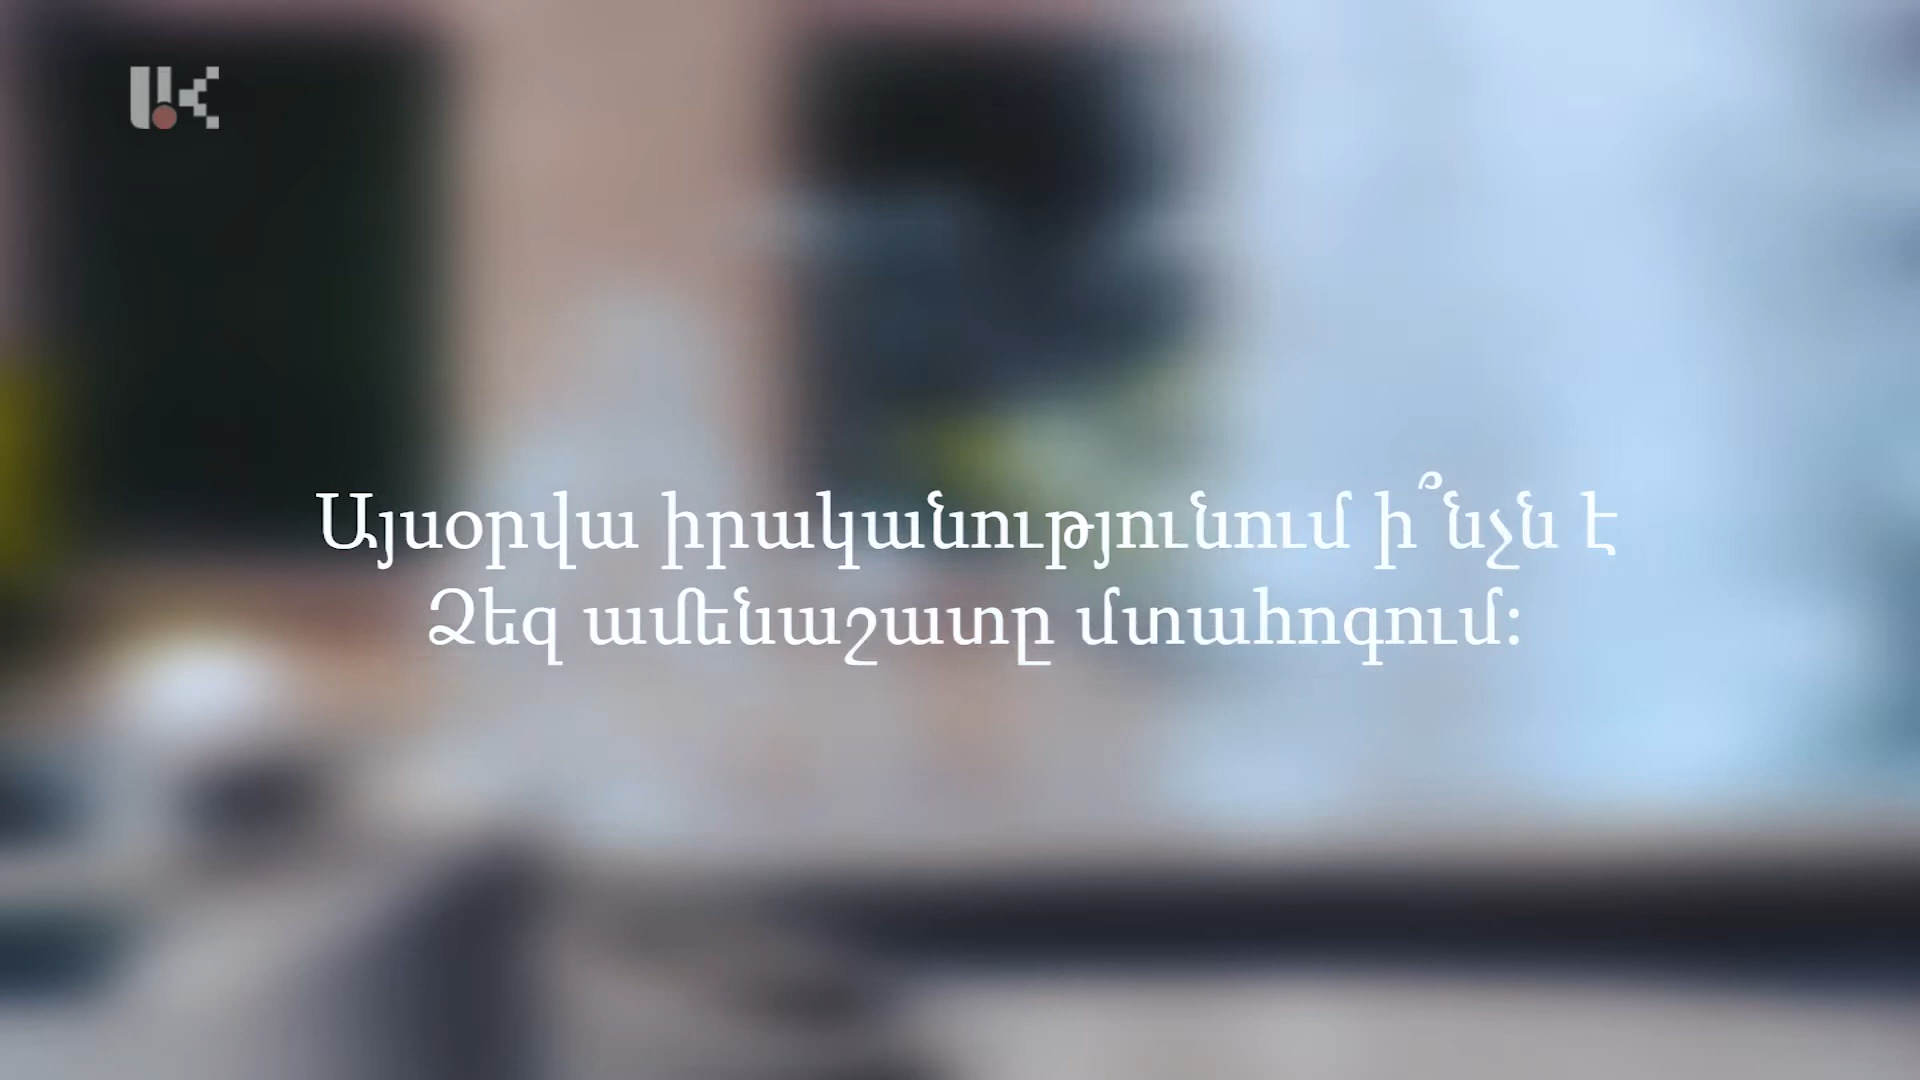 Այսօրվա իրականությունում ի՞նչն է
Ձեզ ամենաշատը մտահոգում։